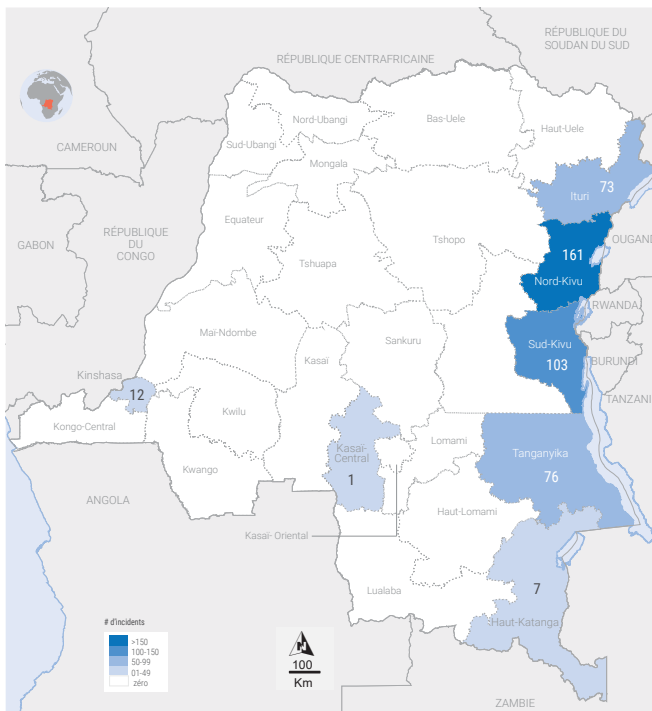 RÉPUBLIQUE DU
SOUDAN DU SUD
RÉPUBLIQUE CENTRAFRICAINE
CAMEROUN
Nord-Ubangi
Bas-Uele
Haut-Uele
Sud-Ubangi
Mongala
Ituri
73
Equateur
GABON
RÉPUBLIQUE
DU
CONGO
Tshopo
OUGAND
Tshuapa
161
Nord-Kivu
RWANDA
Maï-Ndombe
Sankuru
Sud-Kivu
Kasaï
103
BURUNDI
Kinshasa
12
TANZANI
Kwilu
Kongo-Central
Lomami
Kasaï-
Central
Tanganyika
Kwango
1
76
ANGOLA
Haut-Lomami
Kasaï- Oriental
Lualaba
7
Haut-Katanga
# d'incidents
>150
100-150
50-99
01-49
zéro
N
100
Km
ZAMBIE